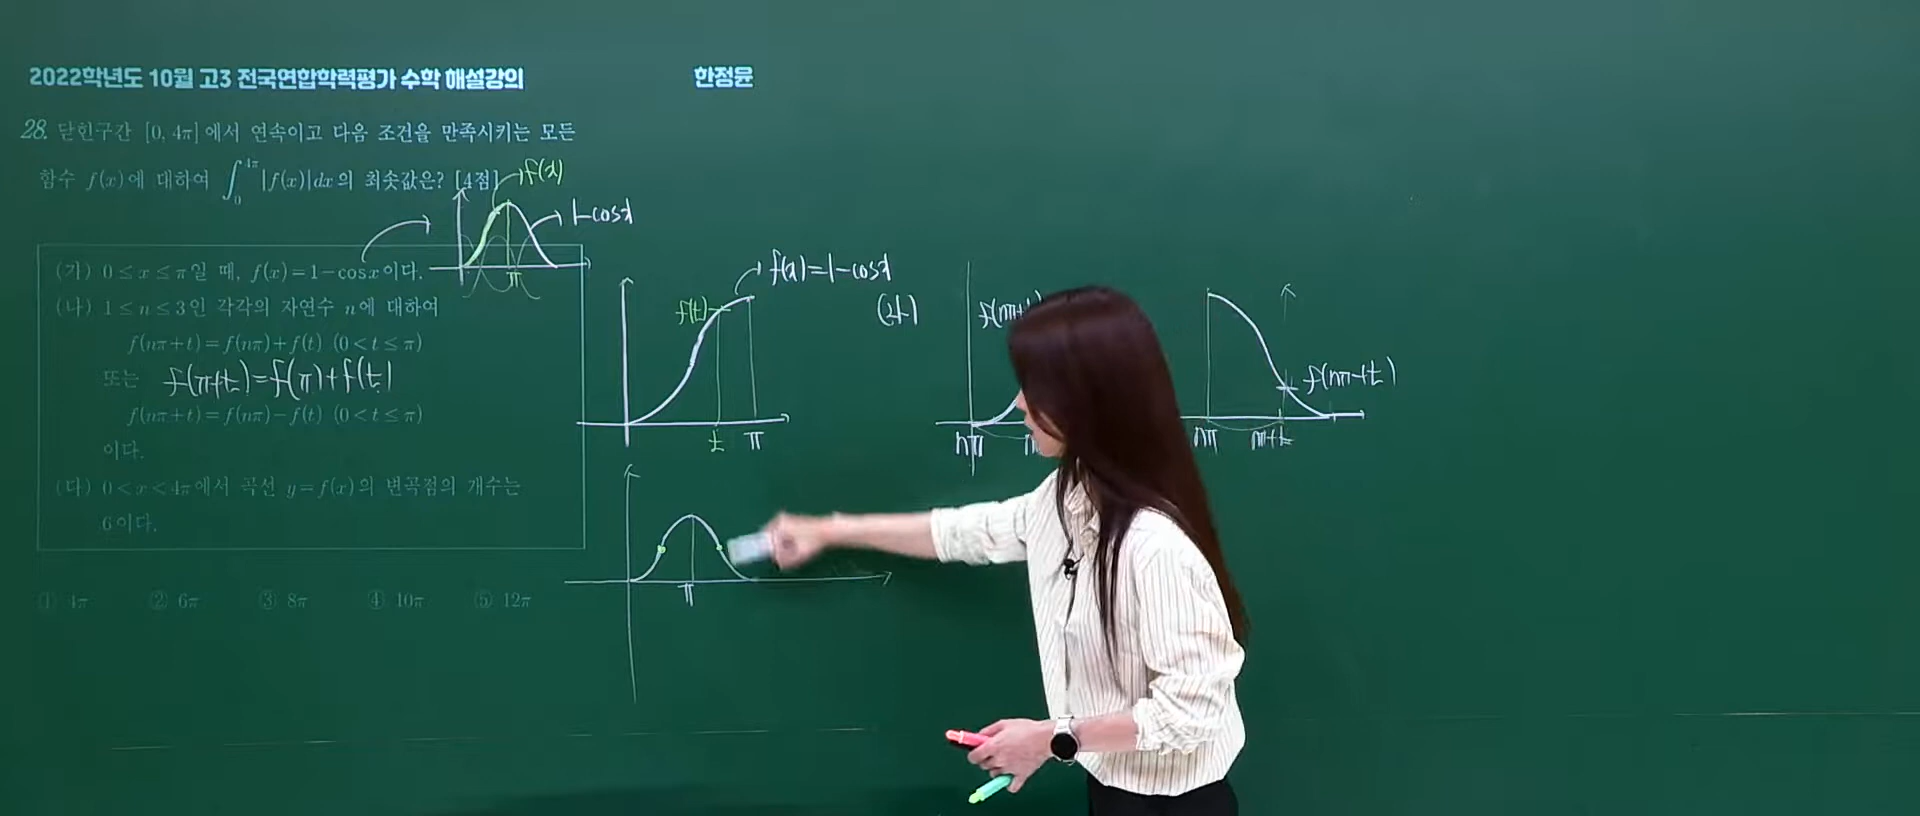 2022학년도 10월 고3 전국연합학력평가 수학 해설강의
한정윤
28. 닫힌구간 [0, 4π]에서 연속이고 다음 조건을 만족시키는 모든
함수 f(x)에 대하여 ∫₀^{4π} |f(x)|dx의 최솟값은? [4점]
f(x)
1-cosx
π
(가) 0≤x≤π일 때, f(x)=1-cosx이다.
(나) 1≤n≤3인 각각의 자연수 n에 대하여
f(nπ+t)=f(nπ)+f(t) (0<t≤π)
또는 f(π+t)=f(π)+f(t)
f(nπ+t)=f(nπ)-f(t) (0<t≤π)
이다.
(다) 0<x<4π에서 곡선 y=f(x)의 변곡점의 개수는
6이다.
① 4π ② 6π ③ 8π ④ 10π ⑤ 12π
f(x)=1-cosx
f(t)
t π
π
(나)
nπ
f(nπ+t)
nπ nπ+t